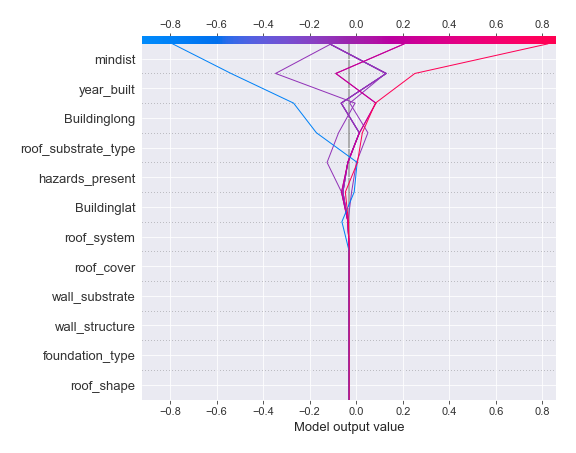 −0.8 −0.6 −0.4 −0.2 0.0 0.2 0.4 0.6 0.8
mindist
year_built
Buildinglong
roof_substrate_type
hazards_present
Buildinglat
roof_system
roof_cover
wall_substrate
wall_structure
foundation_type
roof_shape
−0.8 −0.6 −0.4 −0.2 0.0 0.2 0.4 0.6 0.8
Model output value